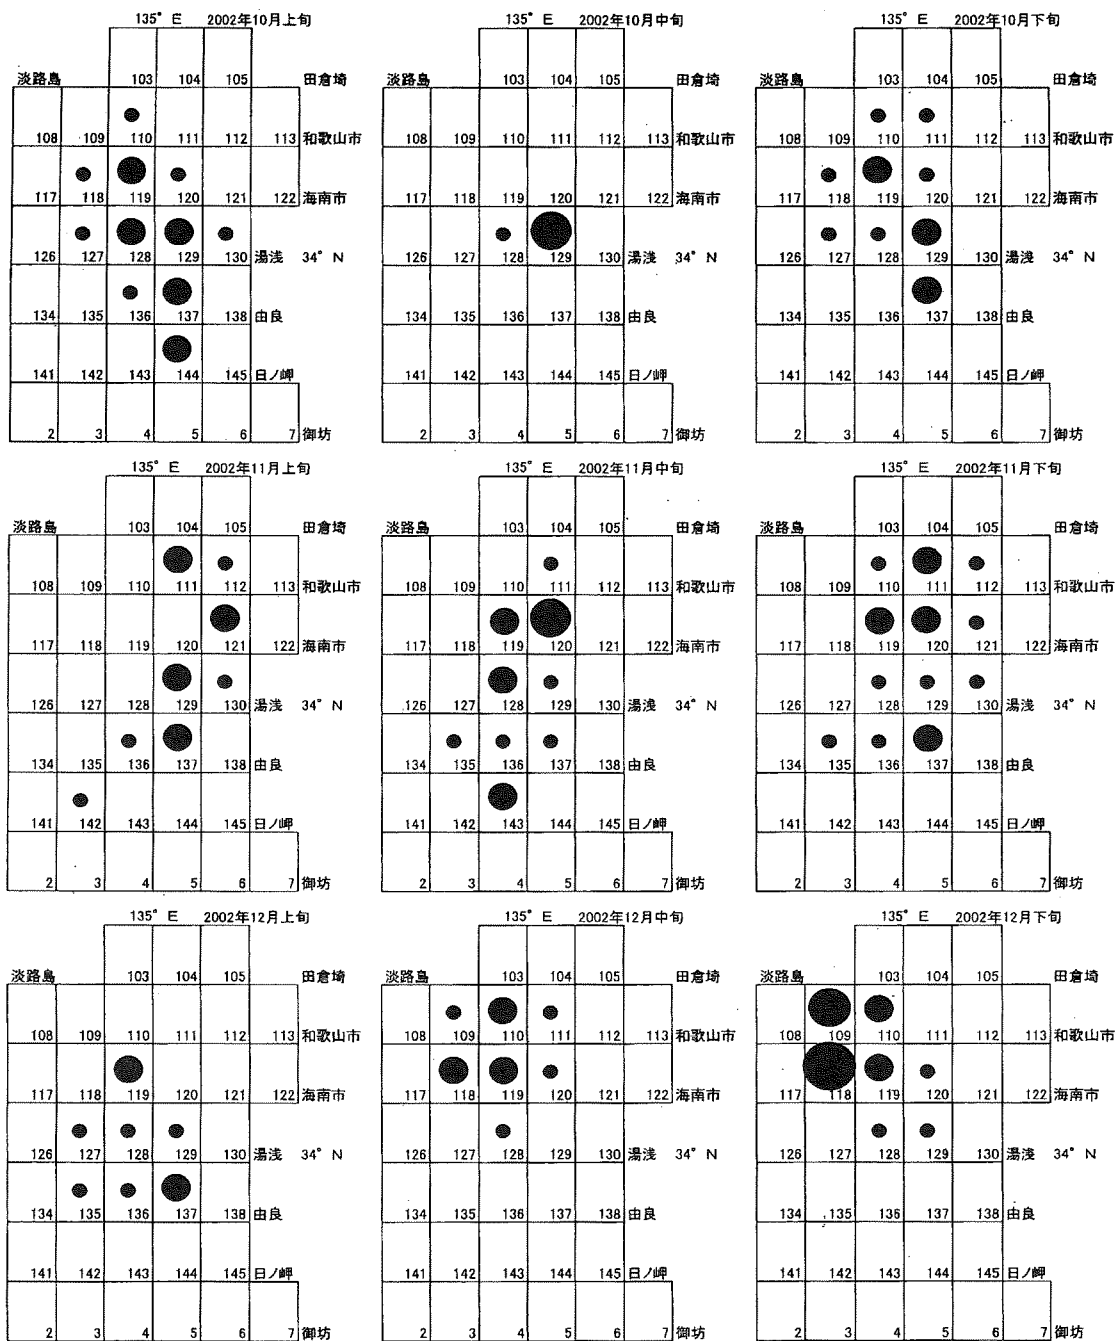 135° E 2002年10月上旬
淡路島 103 104 105 田倉埼
108 109 110 111 112 113 和歌山市
117 118 119 120 121 122 海南市
126 127 128 129 130 湯浅 34° N
134 135 136 137 138 由良
141 142 143 144 145 日ノ岬
2 3 4 5 6 7 御坊
135° E 2002年10月中旬
淡路島 103 104 105 田倉埼
108 109 110 111 112 113 和歌山市
117 118 119 120 121 122 海南市
126 127 128 129 130 湯浅 34° N
134 135 136 137 138 由良
141 142 143 144 145 日ノ岬
2 3 4 5 6 7 御坊
135° E 2002年10月下旬
淡路島 103 104 105 田倉埼
108 109 110 111 112 113 和歌山市
117 118 119 120 121 122 海南市
126 127 128 129 130 湯浅 34° N
134 135 136 137 138 由良
141 142 143 144 145 日ノ岬
2 3 4 5 6 7 御坊
135° E 2002年11月上旬
淡路島 103 104 105 田倉埼
108 109 110 111 112 113 和歌山市
117 118 119 120 121 122 海南市
126 127 128 129 130 湯浅 34° N
134 135 136 137 138 由良
141 142 143 144 145 日ノ岬
2 3 4 5 6 7 御坊
135° E 2002年11月中旬
淡路島 103 104 105 田倉埼
108 109 110 111 112 113 和歌山市
117 118 119 120 121 122 海南市
126 127 128 129 130 湯浅 34° N
134 135 136 137 138 由良
141 142 143 144 145 日ノ岬
2 3 4 5 6 7 御坊
135° E 2002年11月下旬
淡路島 103 104 105 田倉埼
108 109 110 111 112 113 和歌山市
117 118 119 120 121 122 海南市
126 127 128 129 130 湯浅 34° N
134 135 136 137 138 由良
141 142 143 144 145 日ノ岬
2 3 4 5 6 7 御坊
135° E 2002年12月上旬
淡路島 103 104 105 田倉埼
108 109 110 111 112 113 和歌山市
117 118 119 120 121 122 海南市
126 127 128 129 130 湯浅 34° N
134 135 136 137 138 由良
141 142 143 144 145 日ノ岬
2 3 4 5 6 7 御坊
135° E 2002年12月中旬
淡路島 103 104 105 田倉埼
108 109 110 111 112 113 和歌山市
117 118 119 120 121 122 海南市
126 127 128 129 130 湯浅 34° N
134 135 136 137 138 由良
141 142 143 144 145 日ノ岬
2 3 4 5 6 7 御坊
135° E 2002年12月下旬
淡路島 103 104 105 田倉埼
108 109 110 111 112 113 和歌山市
117 118 119 120 121 122 海南市
126 127 128 129 130 湯浅 34° N
134 135 136 137 138 由良
141 142 143 144 145 日ノ岬
2 3 4 5 6 7 御坊